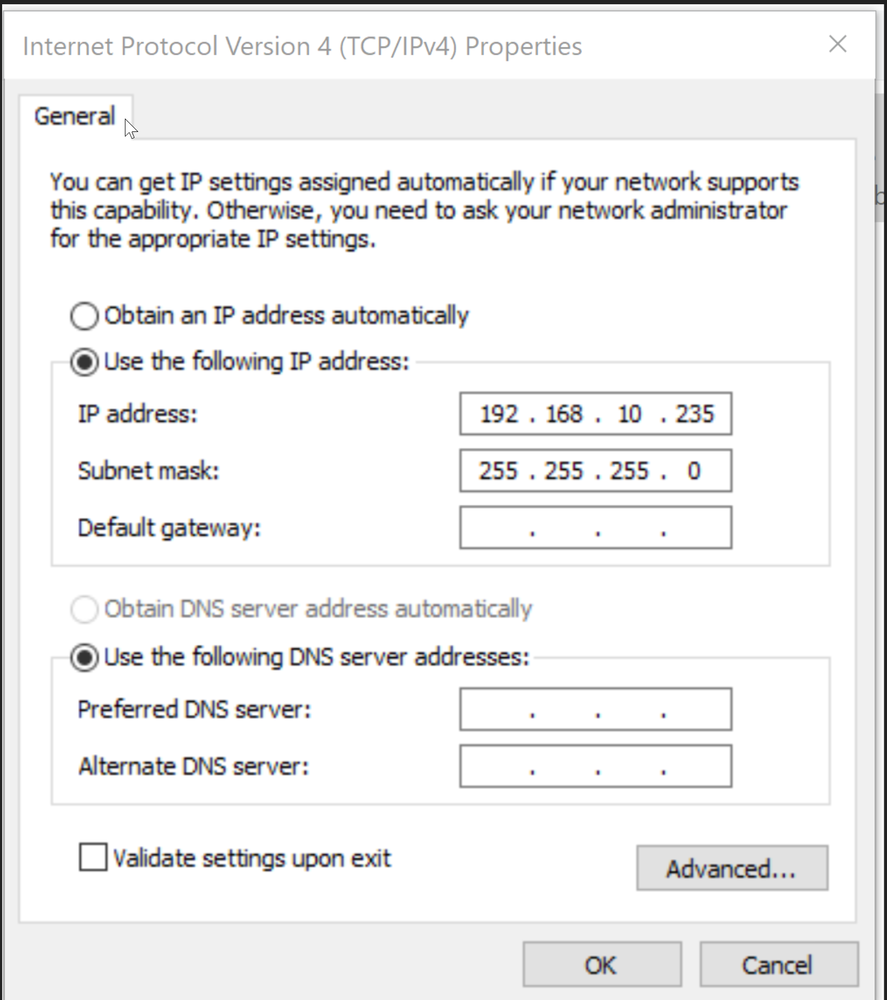 Internet Protocol Version 4 (TCP/IPv4) Properties
General
You can get IP settings assigned automatically if your network supports
this capability. Otherwise, you need to ask your network administrator
for the appropriate IP settings.
Obtain an IP address automatically
Use the following IP address:
IP address: 192 . 168 . 10 . 235
Subnet mask: 255 . 255 . 255 . 0
Default gateway: . . .
Obtain DNS server address automatically
Use the following DNS server addresses:
Preferred DNS server: . . .
Alternate DNS server: . . .
Validate settings upon exit
Advanced...
OK Cancel